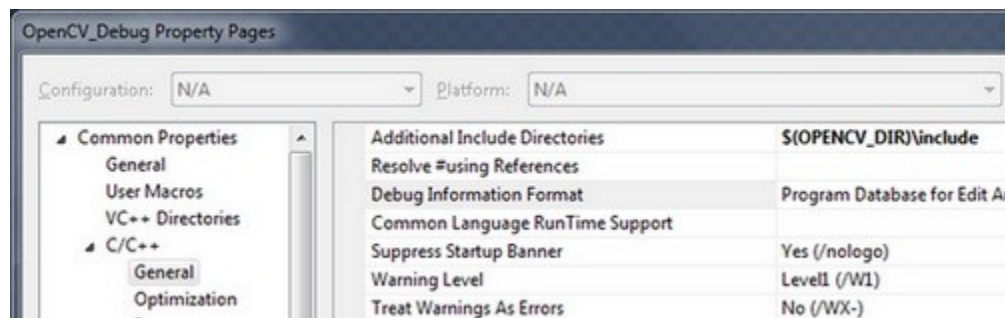 OpenCV_Debug Property Pages
Configuration: N/A Platform: N/A
Common Properties
General
User Macros
VC++ Directories
C/C++
General
Optimization
Additional Include Directories $(OPENCV_DIR)\include
Resolve #using References
Debug Information Format Program Database for Edit
Common Language RunTime Support
Suppress Startup Banner Yes (/nologo)
Warning Level Level1 (/W1)
Treat Warnings As Errors No (/WX-)